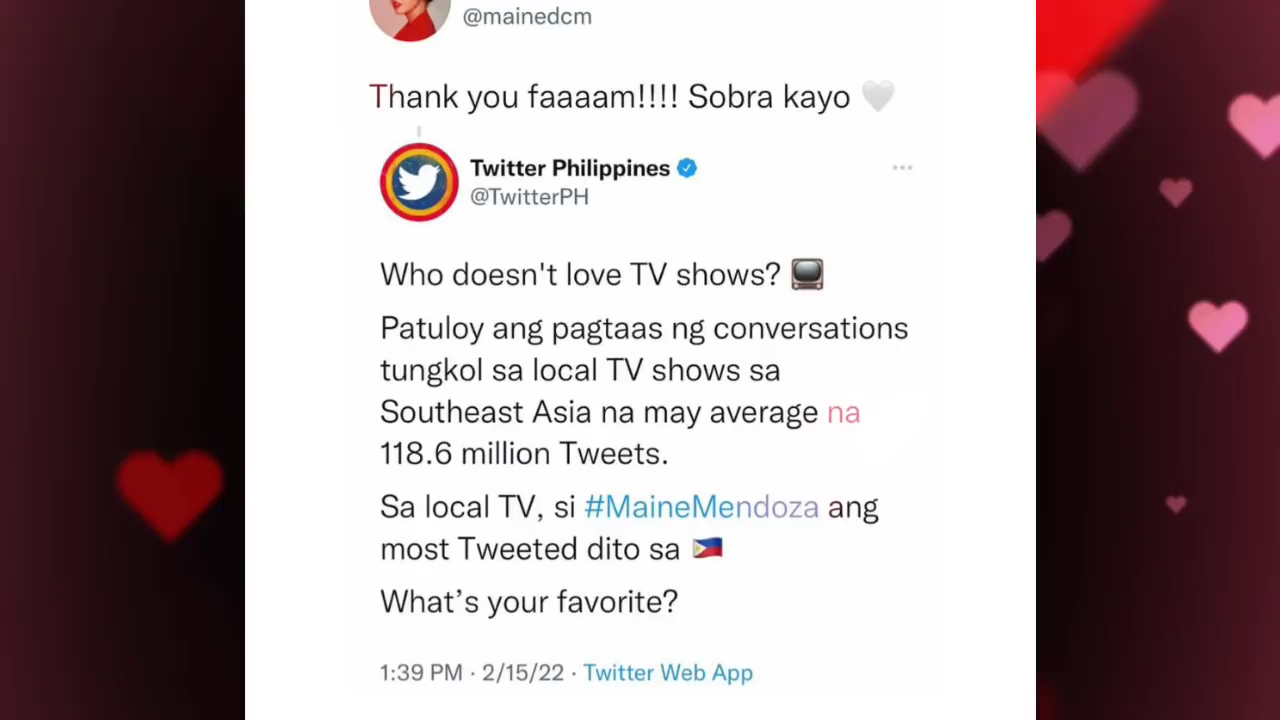 @mainedcm
Thank you faaaam!!!! Sobra kayo 🤍
Twitter Philippines
@TwitterPH
Who doesn't love TV shows? 📺
Patuloy ang pagtaas ng conversations
tungkol sa local TV shows sa
Southeast Asia na may average na
118.6 million Tweets.
Sa local TV, si #MaineMendoza ang
most Tweeted dito sa 🇵🇭
What’s your favorite?
1:39 PM · 2/15/22 · Twitter Web App